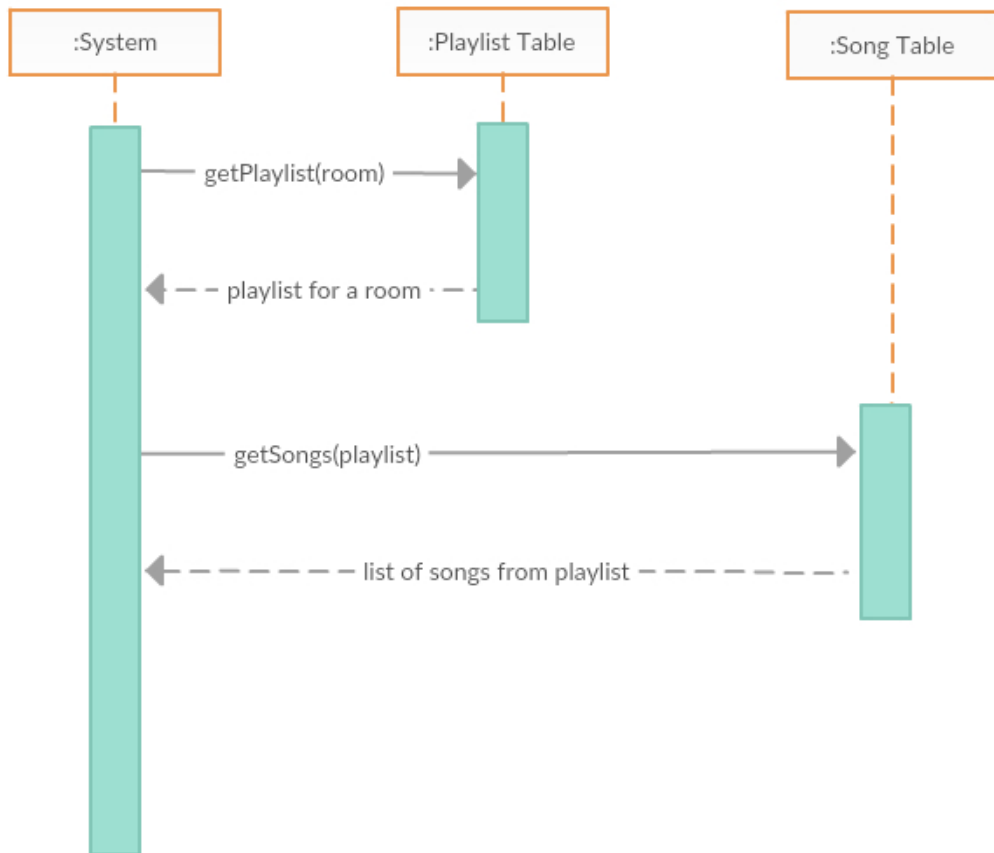 :System
:Playlist Table
:Song Table
getPlaylist(room)
playlist for a room
getSongs(playlist)
list of songs from playlist